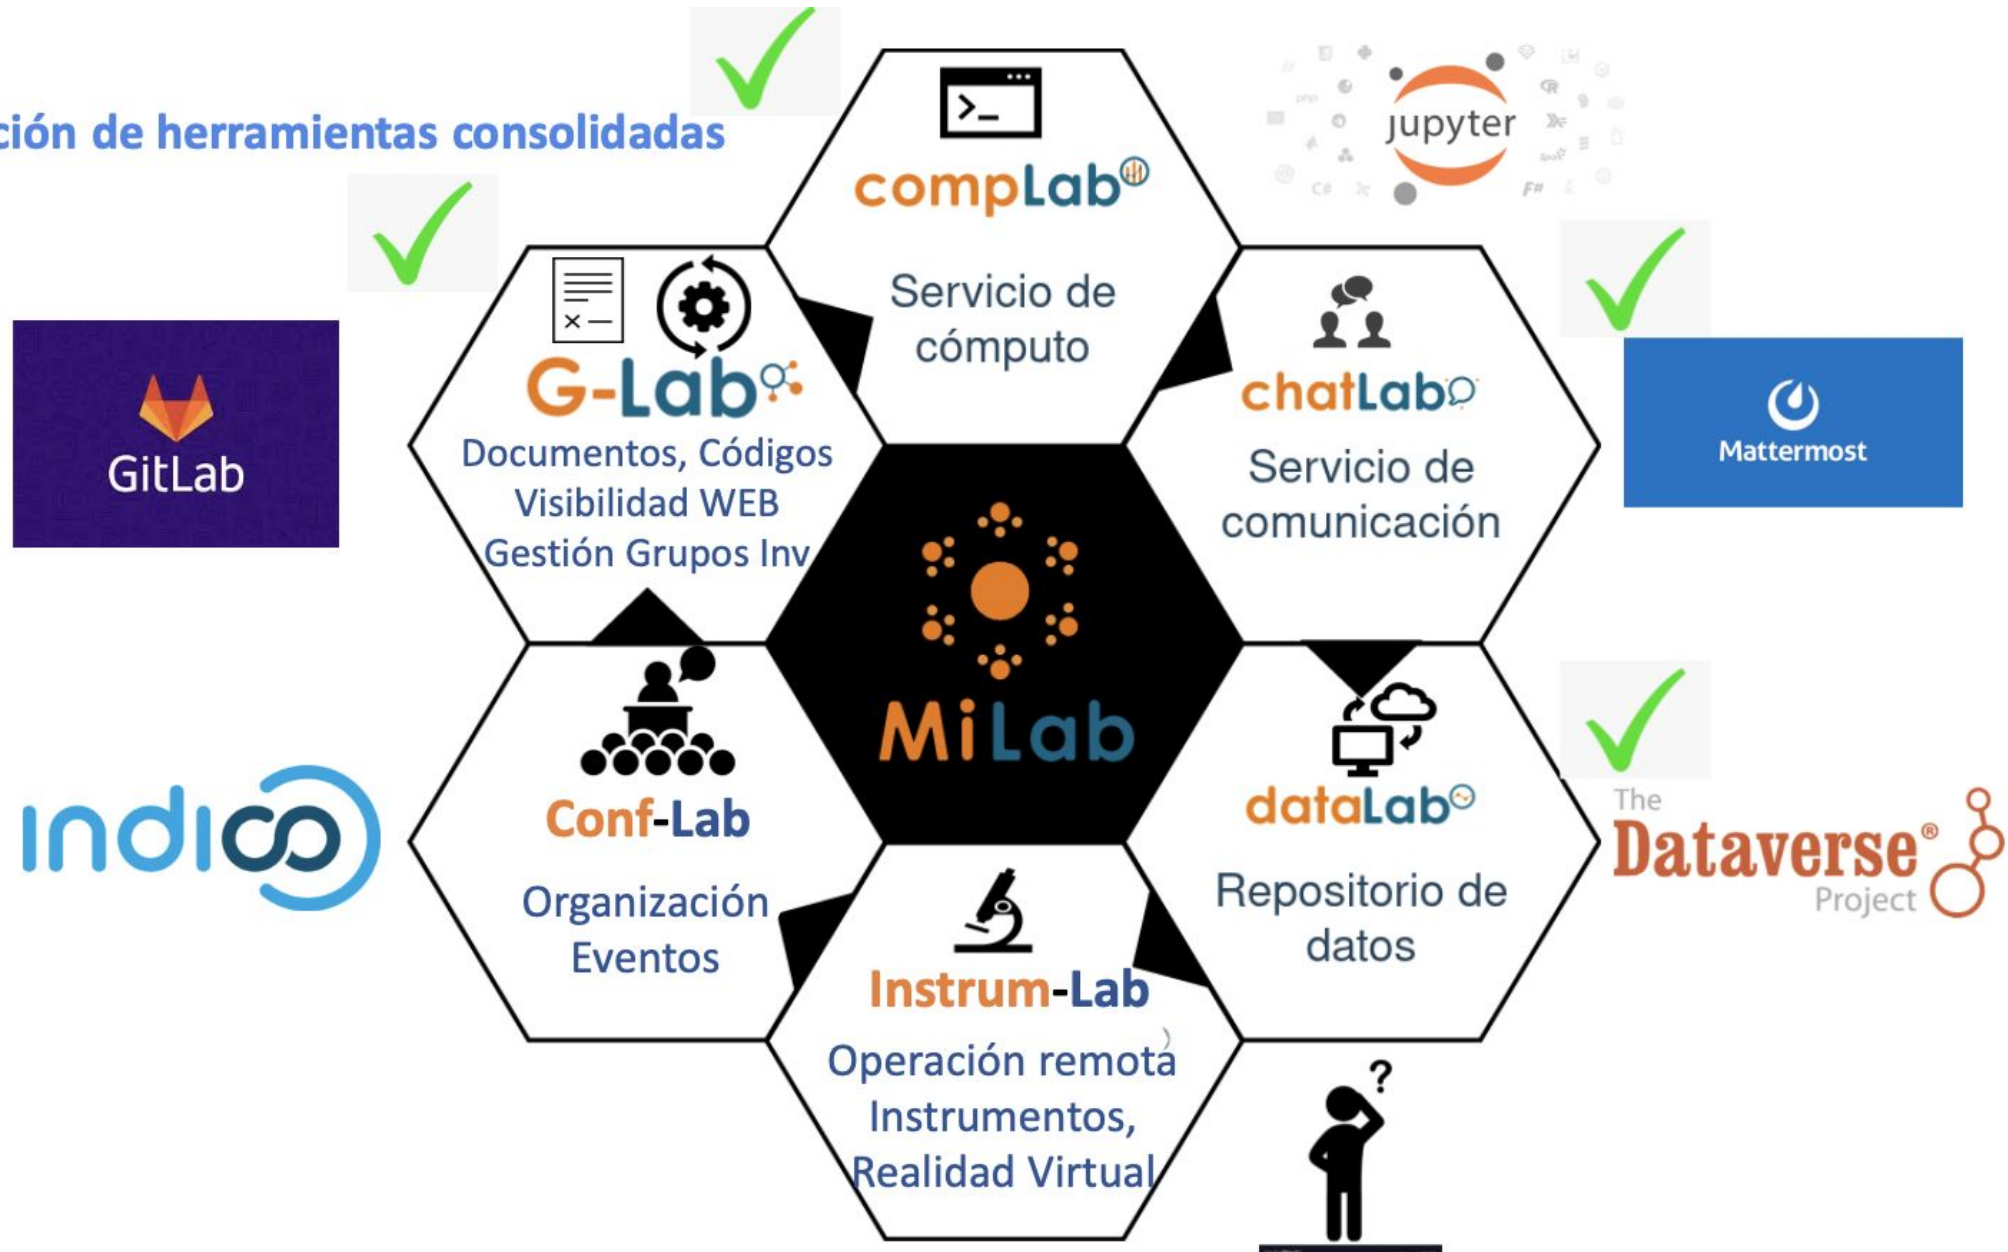 ción de herramientas consolidadas
>_
compLab
Servicio de
cómputo
jupyter
php
R
C#
F#
GitLab
G-Lab
Documentos, Códigos
Visibilidad WEB
Gestión Grupos Inv
chatLab
Servicio de
comunicación
Mattermost
MiLab
indico
Conf-Lab
Organización
Eventos
dataLab
Repositorio de
datos
The
Dataverse®
Project
Instrum-Lab
Operación remota
Instrumentos,
Realidad Virtual
?